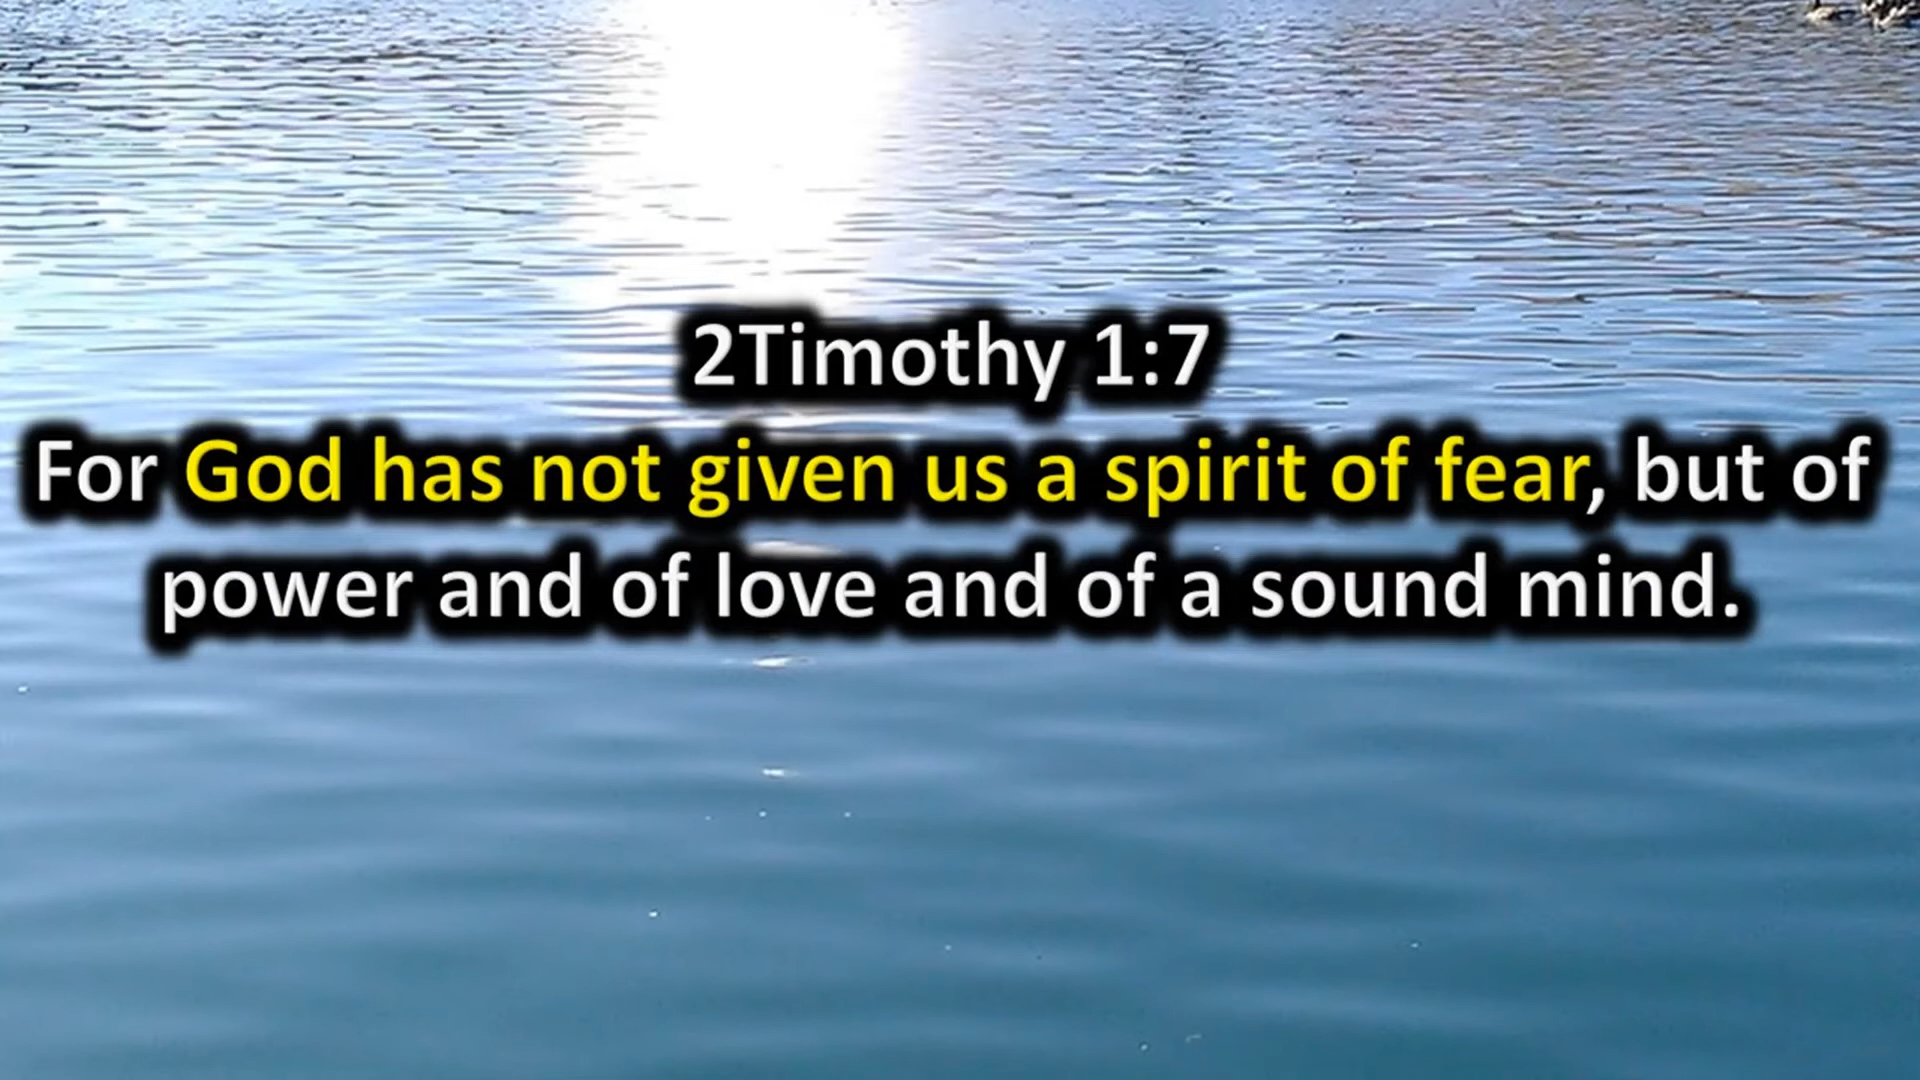 2Timothy 1:7
For God has not given us a spirit of fear, but of
power and of love and of a sound mind.